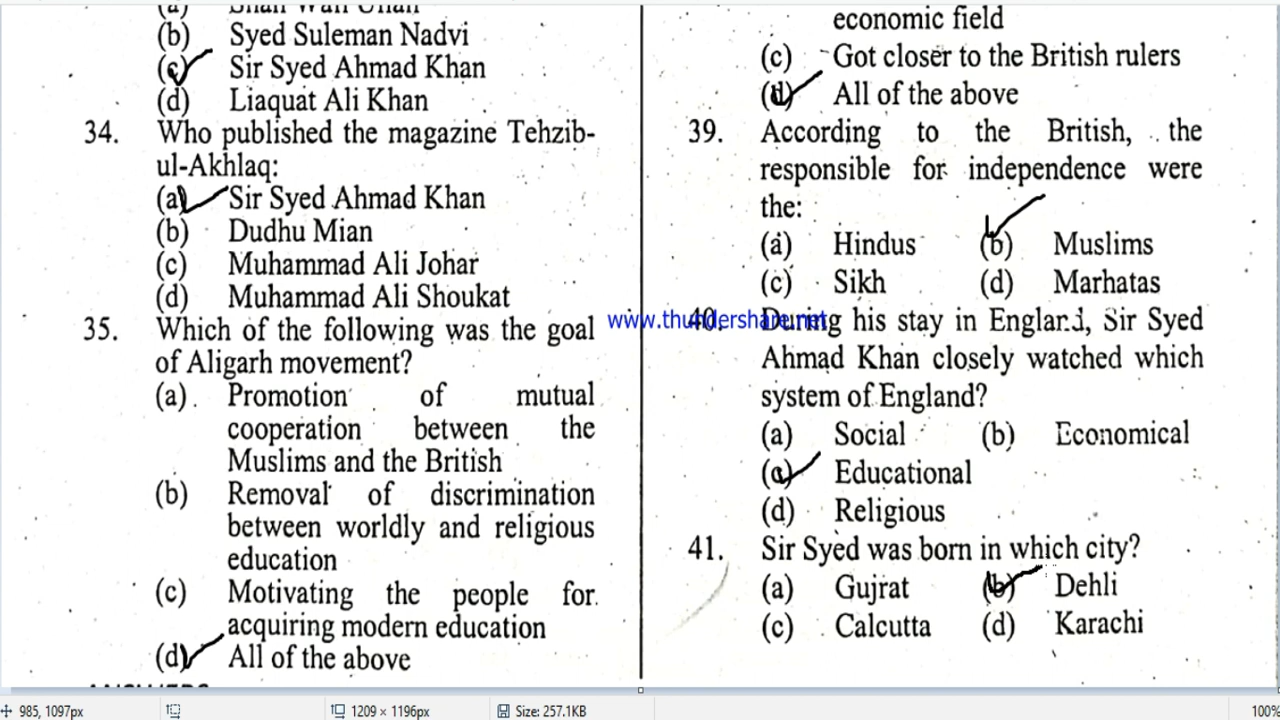 (b) Syed Suleman Nadvi
(c) Sir Syed Ahmad Khan
(d) Liaquat Ali Khan
34. Who published the magazine Tehzib-
ul-Akhlaq:
(a) Sir Syed Ahmad Khan
(b) Dudhu Mian
(c) Muhammad Ali Johar
(d) Muhammad Ali Shoukat
35. Which of the following was the goal
of Aligarh movement?
(a) Promotion of mutual
cooperation between the
Muslims and the British
(b) Removal of discrimination
between worldly and religious
education
(c) Motivating the people for
acquiring modern education
(d) All of the above
economic field
(c) Got closer to the British rulers
(d) All of the above
39. According to the British, the
responsible for independence were
the:
(a) Hindus (b) Muslims
(c) Sikh (d) Marhatas
www.thundershare.net
40. During his stay in England, Sir Syed
Ahmad Khan closely watched which
system of England?
(a) Social (b) Economical
(c) Educational
(d) Religious
41. Sir Syed was born in which city?
(a) Gujrat (b) Dehli
(c) Calcutta (d) Karachi
985, 1097px 1209 × 1196px Size: 257.1KB 100%